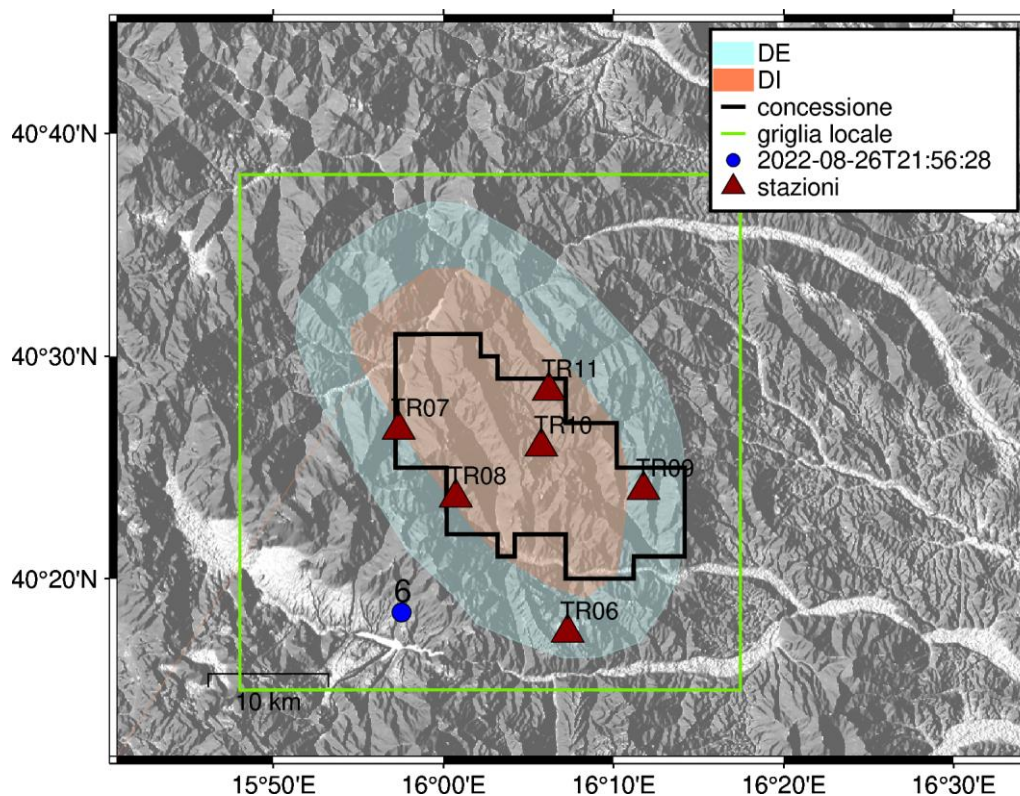 DE
DI
concessione
griglia locale
2022-08-26T21:56:28
stazioni
40°40'N
40°30'N
TR11
TR07
TR10
TR08
TR09
40°20'N
6
TR06
10 km
15°50'E
16°00'E
16°10'E
16°20'E
16°30'E